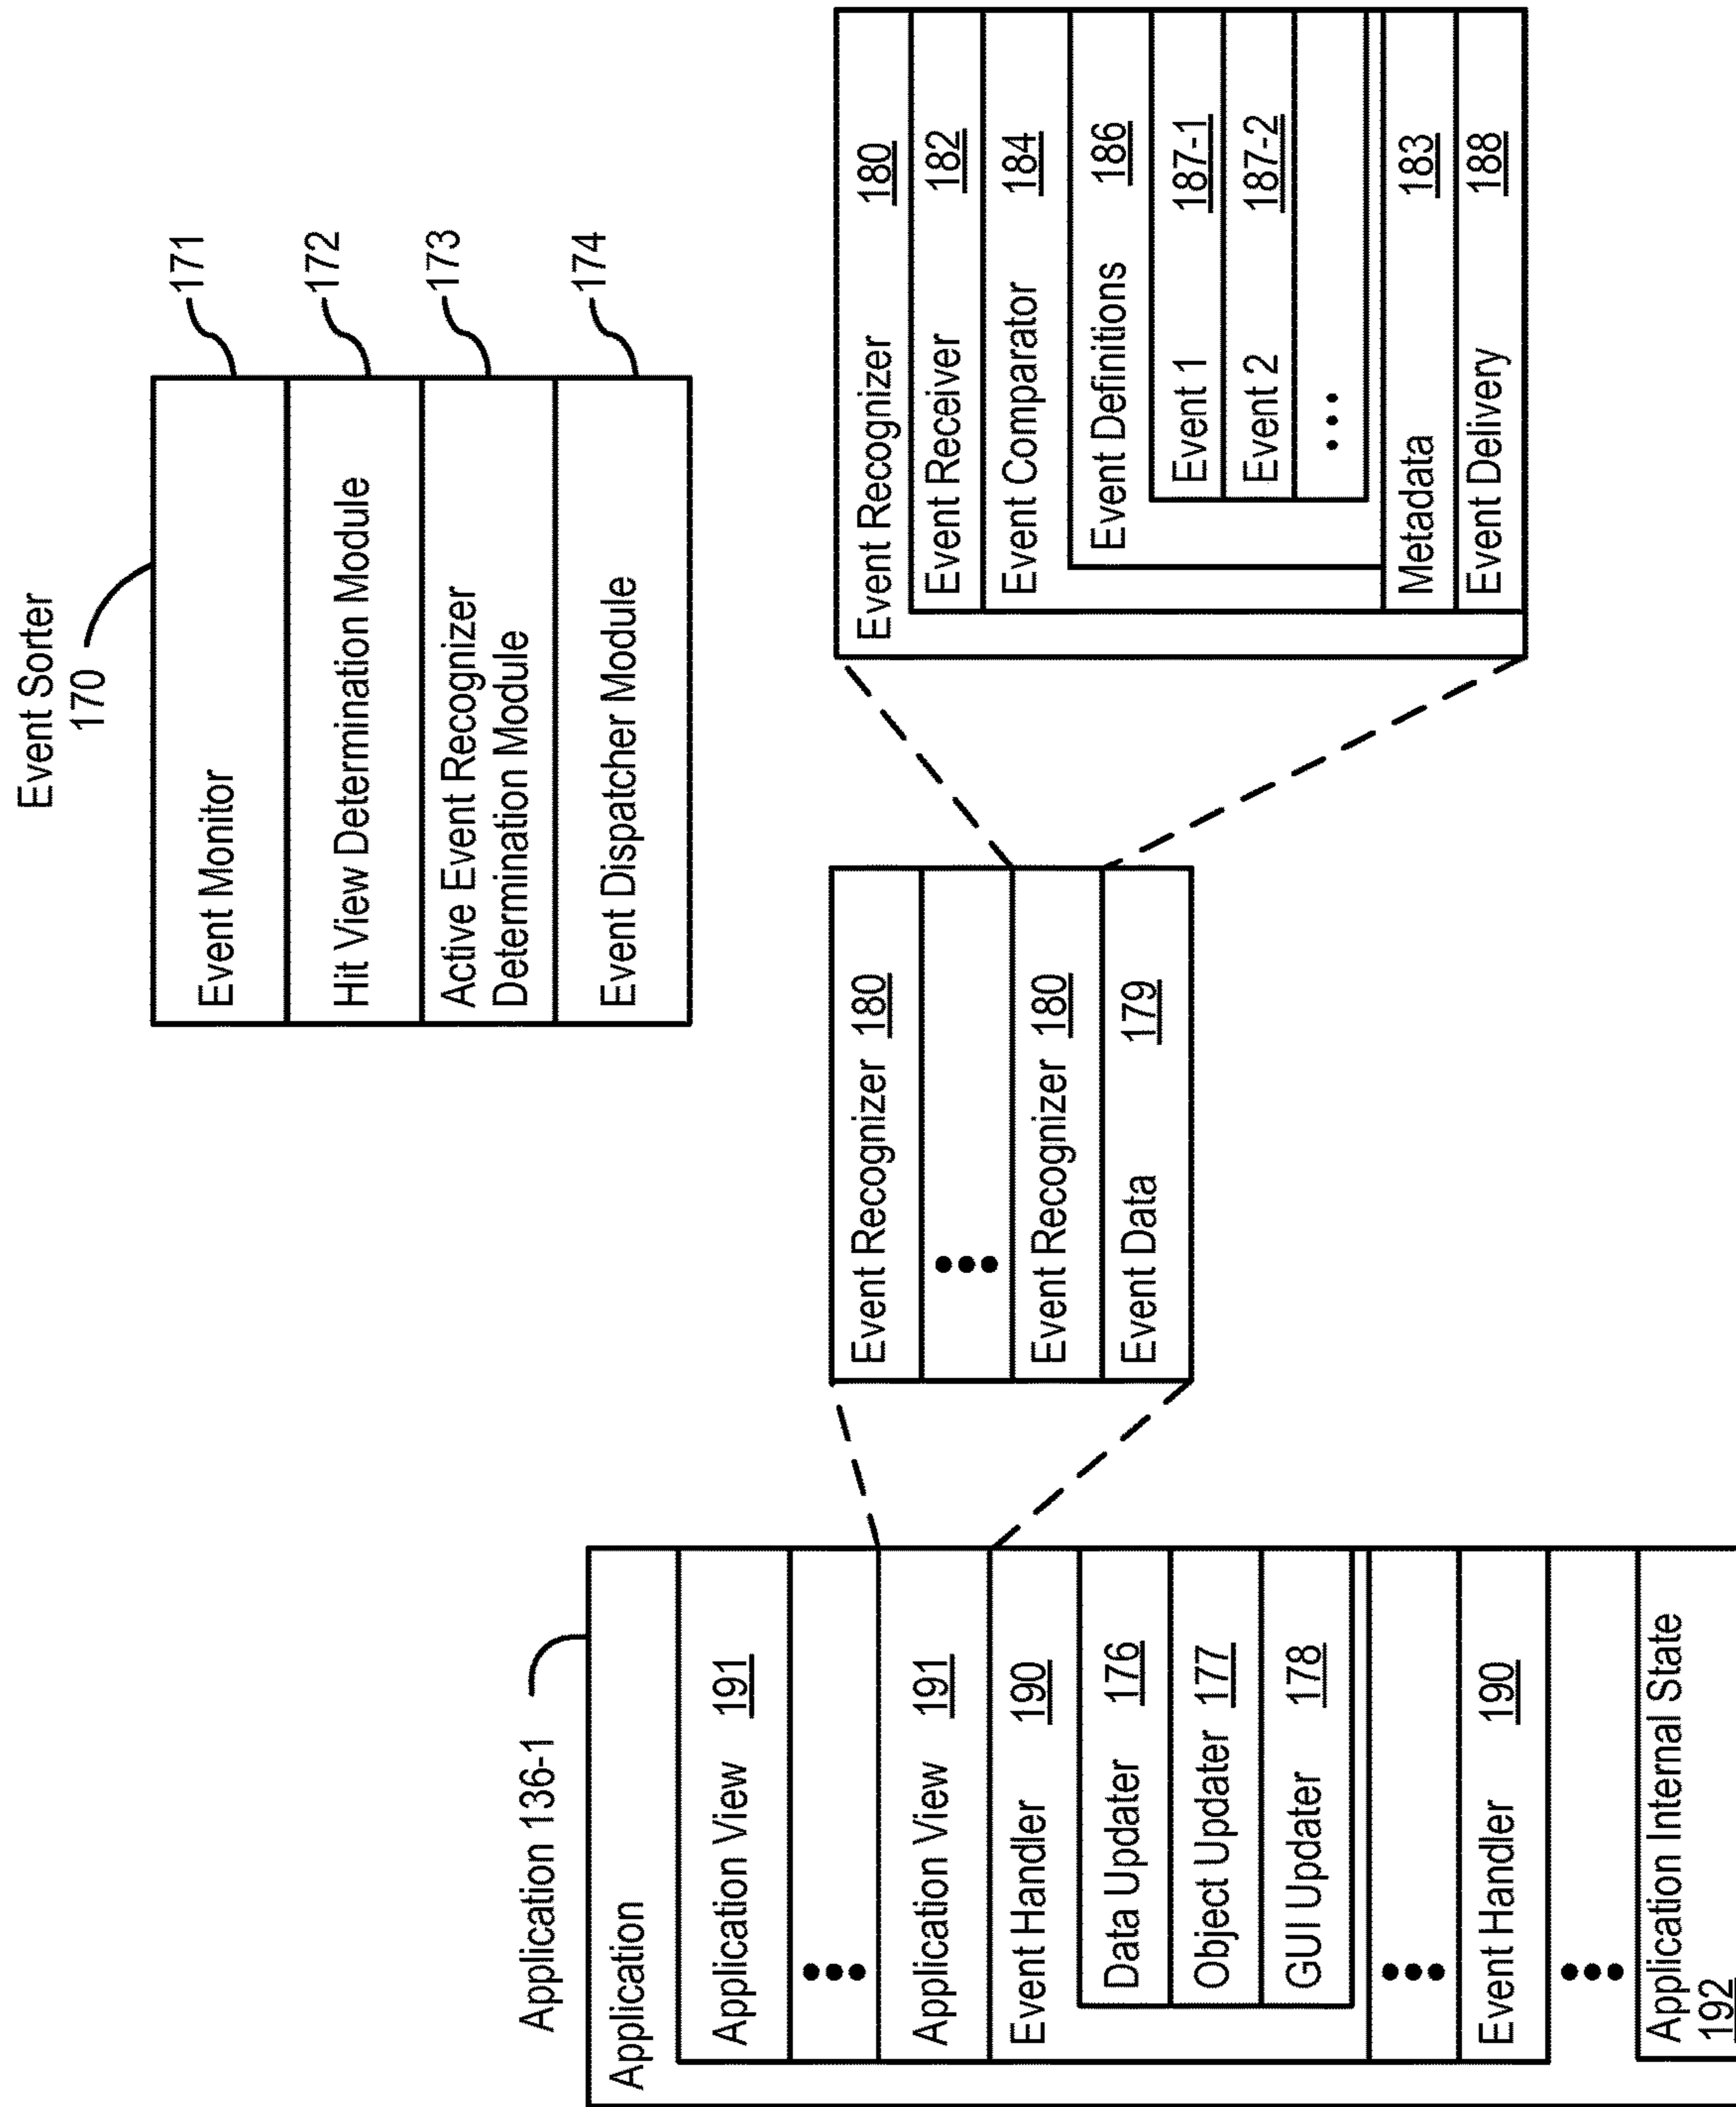 Event Sorter
170
Event Monitor
171
Hit View Determination Module
172
Active Event Recognizer
Determination Module
173
Event Dispatcher Module
174
Application 136-1
Application
Application View 191
•••
Application View 191
Event Handler 190
Data Updater 176
Object Updater 177
GUI Updater 178
•••
Event Handler 190
•••
Application Internal State
192
Event Recognizer 180
•••
Event Recognizer 180
Event Data 179
Event Recognizer 180
Event Receiver 182
Event Comparator 184
Event Definitions 186
Event 1 187-1
Event 2 187-2
...
Metadata 183
Event Delivery 188